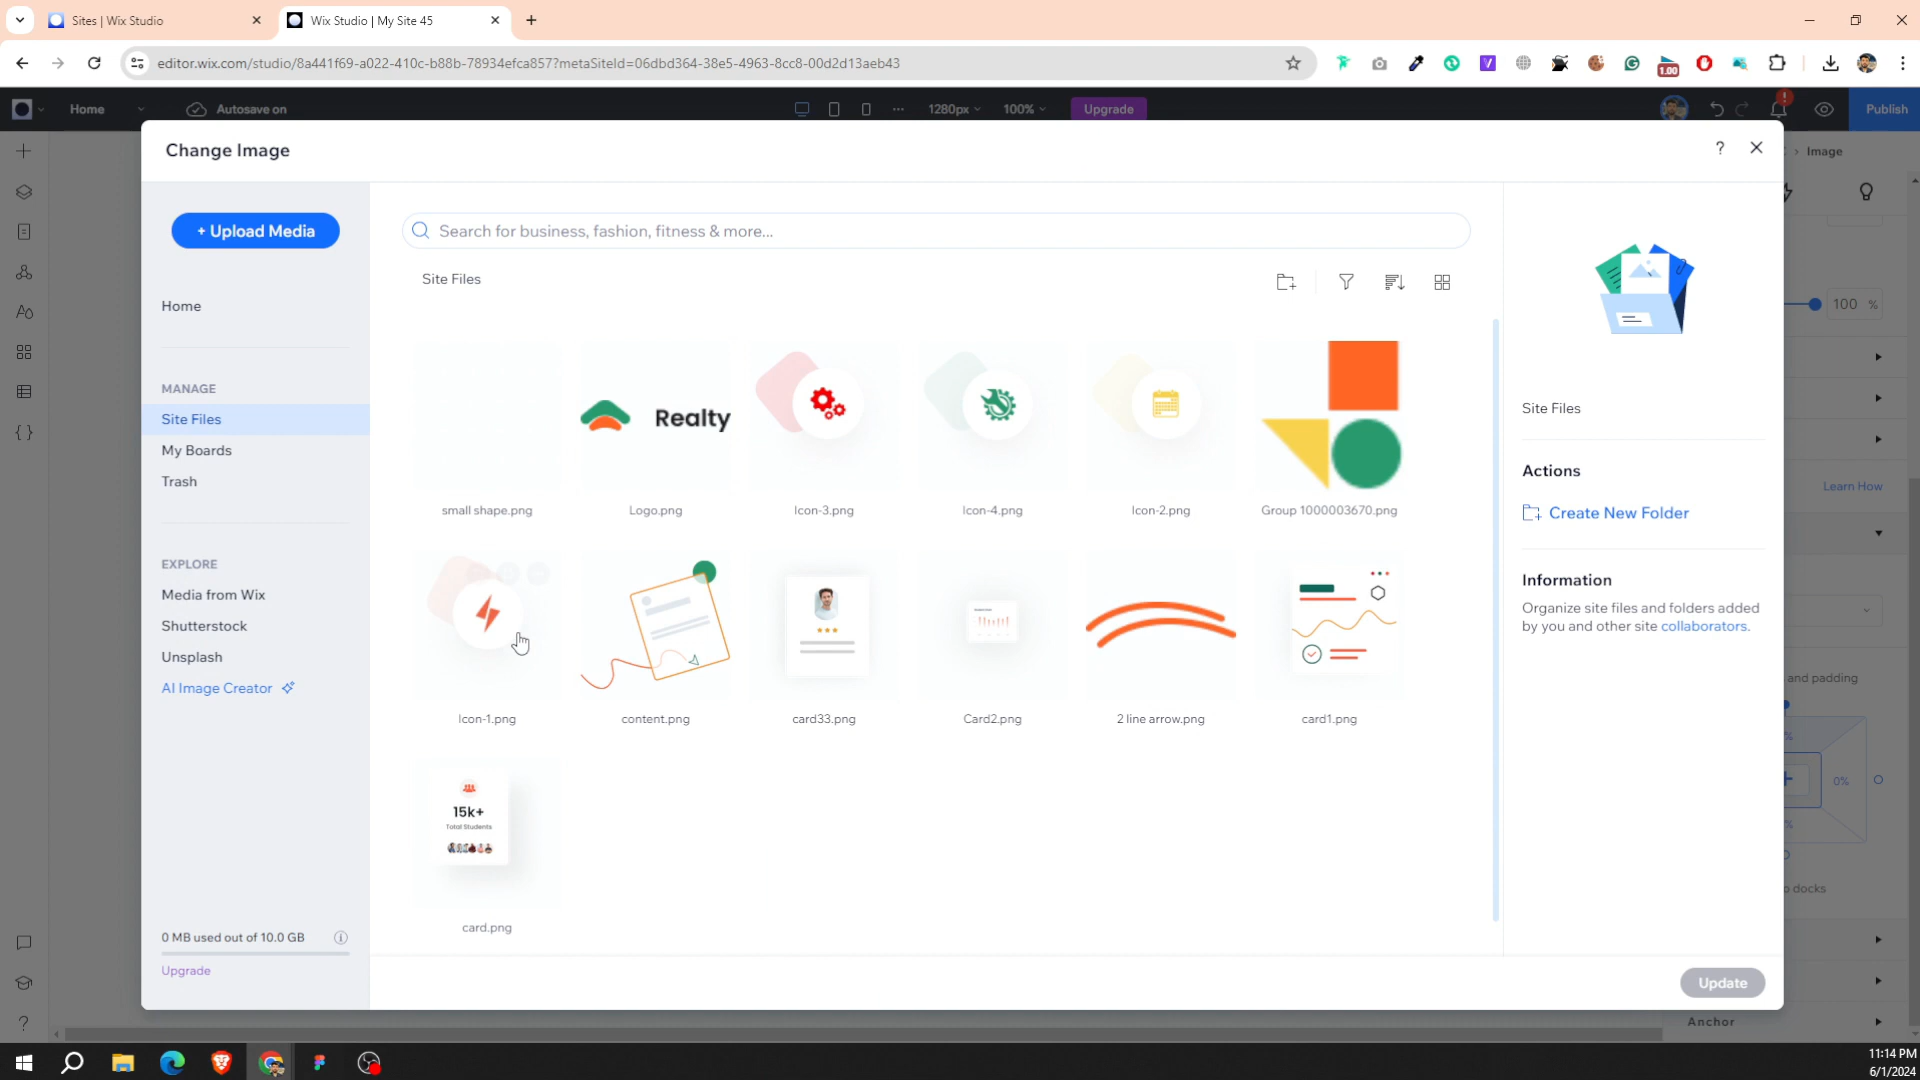 Sites | Wix Studio
Wix Studio | My Site 45
editor.wix.com/studio/8a441f69-a022-410c-b88b-78934efca857?metaSiteId=06dbd364-38e5-4963-8cc8-00d2d13aeb43
1.00
Home
Autosave on
1280px
100%
Upgrade
Publish
Change Image
?
> Image
+ Upload Media
Search for business, fashion, fitness & more...
Site Files
Home
100 %
MANAGE
Site Files
My Boards
Trash
Realty
small shape.png
Logo.png
Icon-3.png
Icon-4.png
Icon-2.png
Group 1000003670.png
Site Files
Actions
Create New Folder
Learn How
Information
Organize site files and folders added
by you and other site collaborators.
EXPLORE
Media from Wix
Shutterstock
Unsplash
AI Image Creator
Icon-1.png
content.png
card33.png
Card2.png
2 line arrow.png
card1.png
and padding
0%
15k+
Total Students
card.png
o docks
0 MB used out of 10.0 GB
Upgrade
Update
Anchor
11:14 PM
6/1/2024